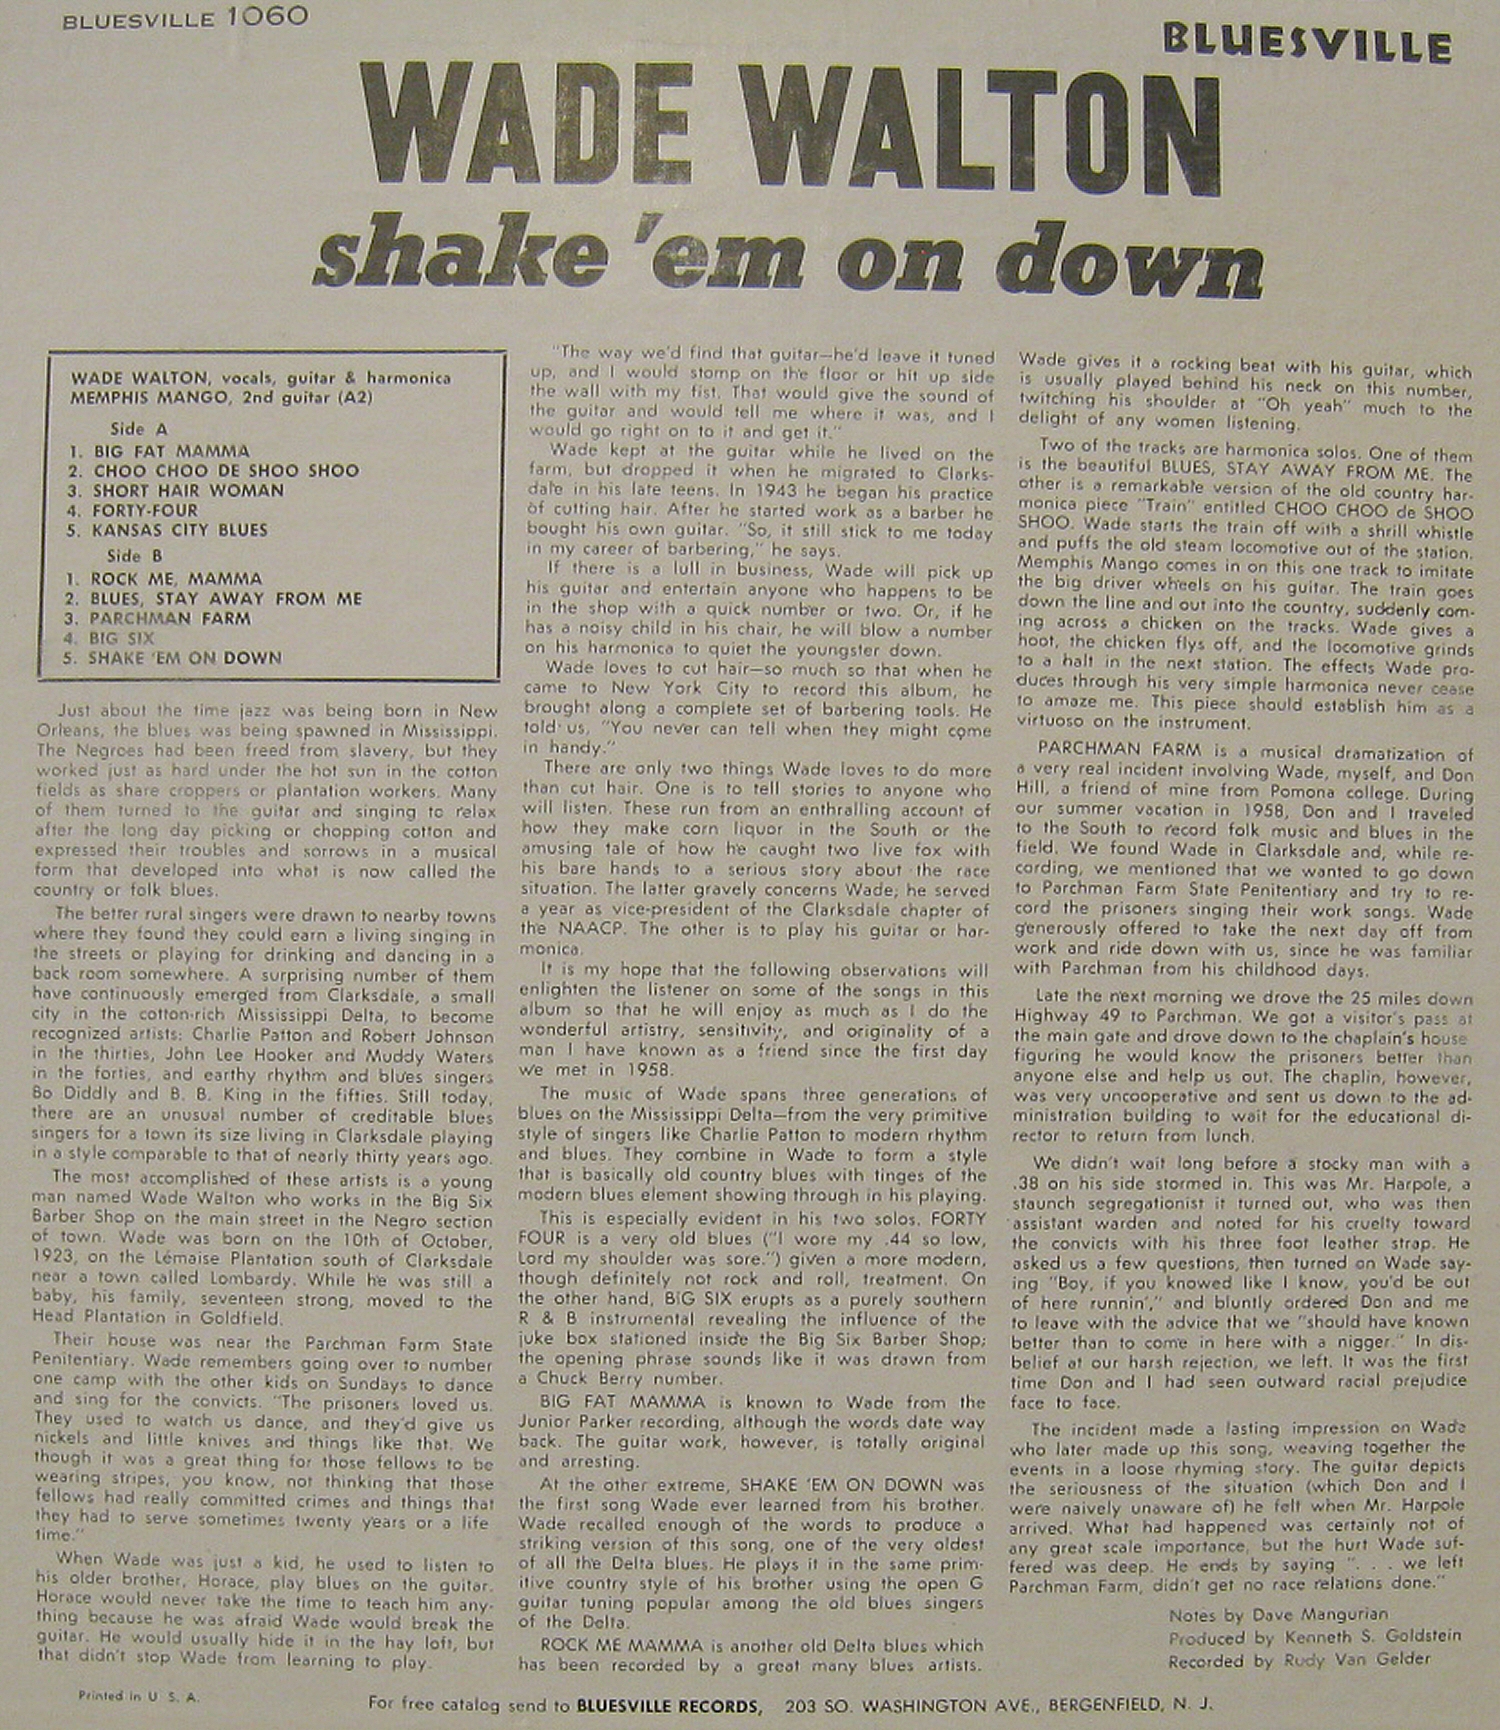 BLUESVILLE 1060
BLUESVILLE
WADE WALTON
shake 'em on down
WADE WALTON, vocals, guitar & harmonica
MEMPHIS MANGO, 2nd guitar (A2)
Side A
1. BIG FAT MAMMA
2. CHOO CHOO DE SHOO SHOO
3. SHORT HAIR WOMAN
4. FORTY-FOUR
5. KANSAS CITY BLUES
Side B
1. ROCK ME, MAMMA
2. BLUES, STAY AWAY FROM ME
3. PARCHMAN FARM
4. BIG SIX
5. SHAKE 'EM ON DOWN
Just about the time jazz was being born in New
Orleans, the blues was being spawned in Mississippi.
The Negroes had been freed from slavery, but they
worked just as hard under the hot sun in the cotton
fields as share croppers or plantation workers. Many
of them turned to the guitar and singing to relax
after the long day picking or chopping cotton and
expressed their troubles and sorrows in a musical
form that developed into what is now called the
country or folk blues.
The better rural singers were drawn to nearby towns
where they found they could earn a living singing in
the streets or playing for drinking and dancing in a
back room somewhere. A surprising number of them
have continuously emerged from Clarksdale, a small
city in the cotton-rich Mississippi Delta, to become
recognized artists: Charlie Patton and Robert Johnson
in the thirties, John Lee Hooker and Muddy Waters
in the forties, and earthy rhythm and blues singers
Bo Diddly and B. B. King in the fifties. Still today,
there are an unusual number of creditable blues
singers for a town its size living in Clarksdale playing
in a style comparable to that of nearly thirty years ago.
The most accomplished of these artists is a young
man named Wade Walton who works in the Big Six
Barber Shop on the main street in the Negro section
of town. Wade was born on the 10th of October,
1923, on the Lémaise Plantation south of Clarksdale
near a town called Lombardy. While he was still a
baby, his family, seventeen strong, moved to the
Head Plantation in Goldfield.
Their house was near the Parchman Farm State
Penitentiary. Wade remembers going over to number
one camp with the other kids on Sundays to dance
and sing for the convicts. "The prisoners loved us.
They used to watch us dance, and they'd give us
nickels and little knives and things like that. We
though it was a great thing for those fellows to be
wearing stripes, you know, not thinking that those
fellows had really committed crimes and things that
they had to serve sometimes twenty years or a life
time."
When Wade was just a kid, he used to listen to
his older brother, Horace, play blues on the guitar.
Horace would never take the time to teach him any-
thing because he was afraid Wade would break the
guitar. He would usually hide it in the hay loft, but
that didn't stop Wade from learning to play.
"The way we'd find that guitar—he'd leave it tuned
up, and I would stomp on the floor or hit up side
the wall with my fist. That would give the sound of
the guitar and would tell me where it was, and I
would go right on to it and get it."
Wade kept at the guitar while he lived on the
farm, but dropped it when he migrated to Clarks-
dale in his late teens. In 1943 he began his practice
of cutting hair. After he started work as a barber he
bought his own guitar. "So, it still stick to me today
in my career of barbering," he says.
If there is a lull in business, Wade will pick up
his guitar and entertain anyone who happens to be
in the shop with a quick number or two. Or, if he
has a noisy child in his chair, he will blow a number
on his harmonica to quiet the youngster down.
Wade loves to cut hair—so much so that when he
came to New York City to record this album, he
brought along a complete set of barbering tools. He
told us, "You never can tell when they might come
in handy."
There are only two things Wade loves to do more
than cut hair. One is to tell stories to anyone who
will listen. These run from an enthralling account of
how they make corn liquor in the South or the
amusing tale of how he caught two live fox with
his bare hands to a serious story about the race
situation. The latter gravely concerns Wade; he served
a year as vice-president of the Clarksdale chapter of
the NAACP. The other is to play his guitar or har-
monica.
It is my hope that the following observations will
enlighten the listener on some of the songs in this
album so that he will enjoy as much as I do the
wonderful artistry, sensitivity, and originality of a
man I have known as a friend since the first day
we met in 1958.
The music of Wade spans three generations of
blues on the Mississippi Delta—from the very primitive
style of singers like Charlie Patton to modern rhythm
and blues. They combine in Wade to form a style
that is basically old country blues with tinges of the
modern blues element showing through in his playing.
This is especially evident in his two solos. FORTY
FOUR is a very old blues ("I wore my .44 so low,
Lord my shoulder was sore.") given a more modern,
though definitely not rock and roll, treatment. On
the other hand, BIG SIX erupts as a purely southern
R & B instrumental revealing the influence of the
juke box stationed inside the Big Six Barber Shop;
the opening phrase sounds like it was drawn from
a Chuck Berry number.
BIG FAT MAMMA is known to Wade from the
Junior Parker recording, although the words date way
back. The guitar work, however, is totally original
and arresting.
At the other extreme, SHAKE 'EM ON DOWN was
the first song Wade ever learned from his brother.
Wade recalled enough of the words to produce a
striking version of this song, one of the very oldest
of all the Delta blues. He plays it in the same prim-
itive country style of his brother using the open G
guitar tuning popular among the old blues singers
of the Delta.
ROCK ME MAMMA is another old Delta blues which
has been recorded by a great many blues artists.
Wade gives it a rocking beat with his guitar, which
is usually played behind his neck on this number,
twitching his shoulder at "Oh yeah" much to the
delight of any women listening.
Two of the tracks are harmonica solos. One of them
is the beautiful BLUES, STAY AWAY FROM ME. The
other is a remarkable version of the old country har-
monica piece "Train" entitled CHOO CHOO de SHOO
SHOO. Wade starts the train off with a shrill whistle
and puffs the old steam locomotive out of the station.
Memphis Mango comes in on this one track to imitate
the big driver wheels on his guitar. The train goes
down the line and out into the country, suddenly com-
ing across a chicken on the tracks. Wade gives a
hoot, the chicken flys off, and the locomotive grinds
to a halt in the next station. The effects Wade pro-
duces through his very simple harmonica never cease
to amaze me. This piece should establish him as a
virtuoso on the instrument.
PARCHMAN FARM is a musical dramatization of
a very real incident involving Wade, myself, and Don
Hill, a friend of mine from Pomona college. During
our summer vacation in 1958, Don and I traveled
to the South to record folk music and blues in the
field. We found Wade in Clarksdale and, while re-
cording, we mentioned that we wanted to go down
to Parchman Farm State Penitentiary and try to re-
cord the prisoners singing their work songs. Wade
generously offered to take the next day off from
work and ride down with us, since he was familiar
with Parchman from his childhood days.
Late the next morning we drove the 25 miles down
Highway 49 to Parchman. We got a visitor's pass at
the main gate and drove down to the chaplain's house
figuring he would know the prisoners better than
anyone else and help us out. The chaplin, however,
was very uncooperative and sent us down to the ad-
ministration building to wait for the educational di-
rector to return from lunch.
We didn't wait long before a stocky man with a
.38 on his side stormed in. This was Mr. Harpole, a
staunch segregationist it turned out, who was then
assistant warden and noted for his cruelty toward
the convicts with his three foot leather strap. He
asked us a few questions, then turned on Wade say-
ing "Boy, if you knowed like I know, you'd be out
of here runnin'," and bluntly ordered Don and me
to leave with the advice that we "should have known
better than to come in here with a nigger." In dis-
belief at our harsh rejection, we left. It was the first
time Don and I had seen outward racial prejudice
face to face.
The incident made a lasting impression on Wade
who later made up this song, weaving together the
events in a loose rhyming story. The guitar depicts
the seriousness of the situation (which Don and I
were naively unaware of) he felt when Mr. Harpole
arrived. What had happened was certainly not of
any great scale importance, but the hurt Wade suf-
fered was deep. He ends by saying ". . . we left
Parchman Farm, didn't get no race relations done."
Notes by Dave Mangurian
Produced by Kenneth S. Goldstein
Recorded by Rudy Van Gelder
Printed in U S. A.
For free catalog send to BLUESVILLE RECORDS, 203 SO. WASHINGTON AVE., BERGENFIELD, N. J.